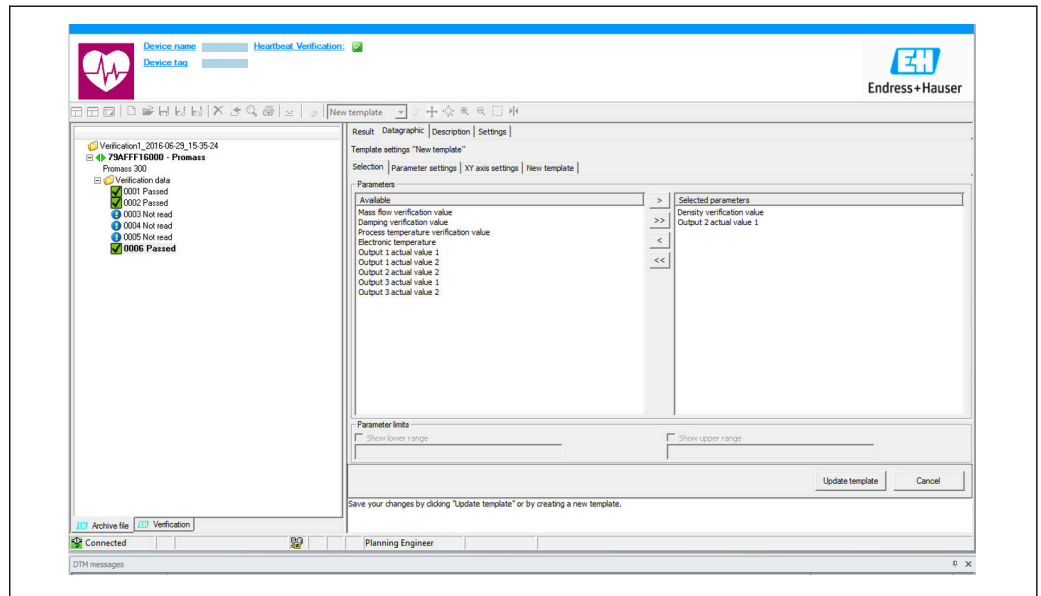 Device name Heartbeat Verification:
Device tag
Endress+Hauser
New template
Result Datagraphic Description Settings
Verification1_2016-06-29_15-35-24
79AFFF16000 - Promass
Promass 300
Verification data
0001 Passed
0002 Passed
0003 Not read
0004 Not read
0005 Not read
0006 Passed
Template settings "New template"
Selection Parameter settings XY axis settings New template
Parameters
Available
Mass flow verification value
Damping verification value
Process temperature verification value
Electronic temperature
Output 1 actual value 1
Output 1 actual value 2
Output 2 actual value 2
Output 3 actual value 1
Output 3 actual value 2
>
>>
<
<<
Selected parameters
Density verification value
Output 2 actual value 1
Parameter limits
Show lower range Show upper range
Update template Cancel
Save your changes by clicking "Update template" or by creating a new template.
Archive file Verification
Connected Planning Engineer
DTM messages